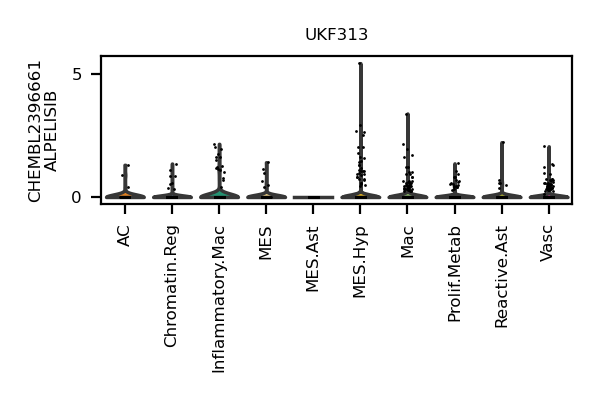 UKF313
CHEMBL2396661
ALPELISIB
5
0
AC
Chromatin.Reg
Inflammatory.Mac
MES
MES.Ast
MES.Hyp
Mac
Prolif.Metab
Reactive.Ast
Vasc